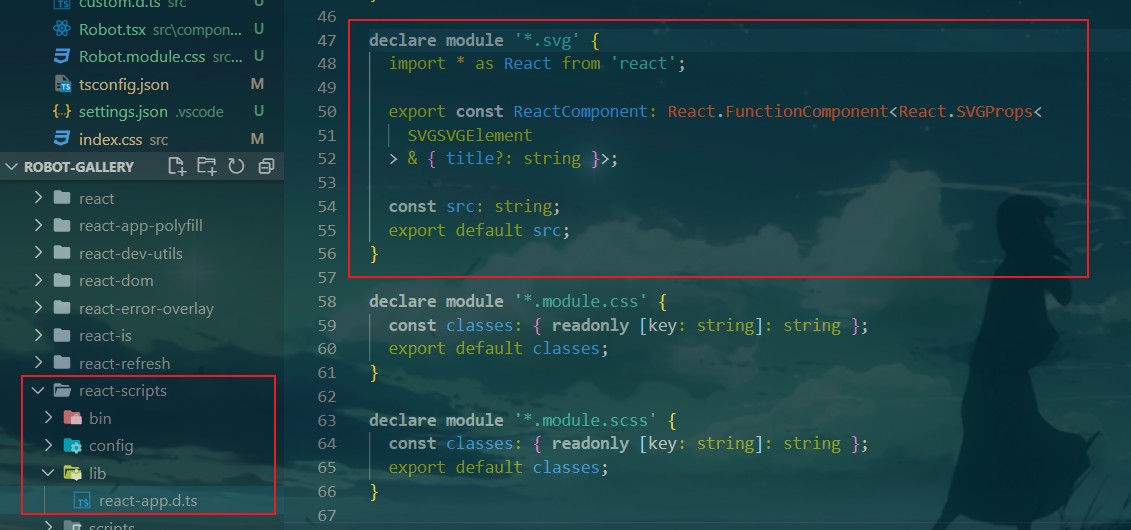 custom.d.ts src U
Robot.tsx src\compon... U
Robot.module.css src... U
tsconfig.json M
settings.json .vscode U
index.css src M
ROBOT-GALLERY
react
react-app-polyfill
react-dev-utils
react-dom
react-error-overlay
react-is
react-refresh
react-scripts
bin
config
lib
TS react-app.d.ts
scripts
46
47 declare module '*.svg' {
48 import * as React from 'react';
49
50 export const ReactComponent: React.FunctionComponent<React.SVGProps<
51 SVGSVGElement
52 > & { title?: string }>;
53
54 const src: string;
55 export default src;
56 }
57
58 declare module '*.module.css' {
59 const classes: { readonly [key: string]: string };
60 export default classes;
61 }
62
63 declare module '*.module.scss' {
64 const classes: { readonly [key: string]: string };
65 export default classes;
66 }
67